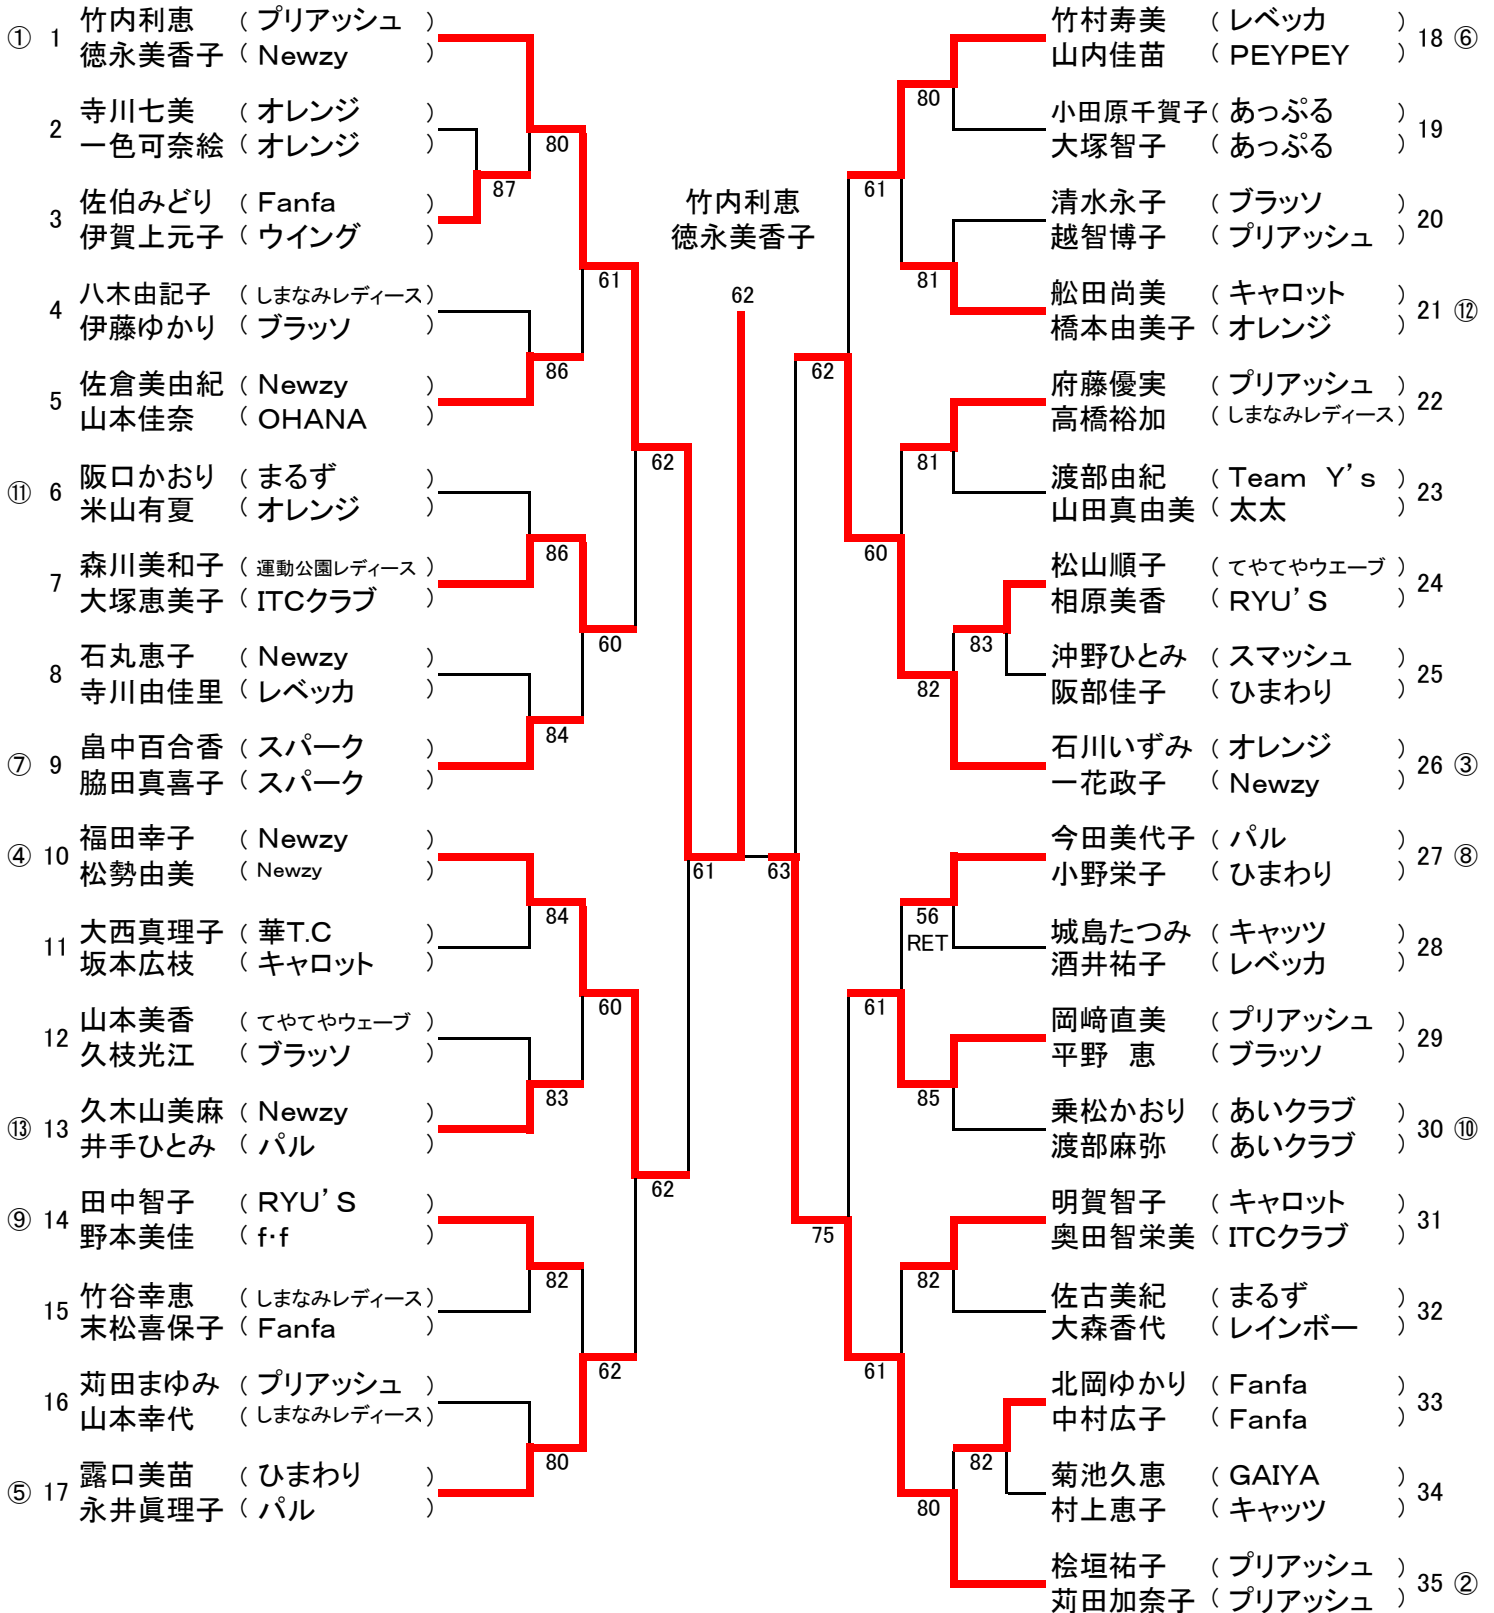 ① 1 竹内利恵 ( プリアッシュ )
徳永美香子 ( Newzy )
2 寺川七美 ( オレンジ )
一色可奈絵 ( オレンジ )
3 佐伯みどり ( Fanfa )
伊賀上元子 ( ウイング )
4 八木由記子 ( しまなみレディース )
伊藤ゆかり ( ブラッソ )
5 佐倉美由紀 ( Newzy )
山本佳奈 ( OHANA )
⑪ 6 阪口かおり ( まるず )
米山有夏 ( オレンジ )
7 森川美和子 ( 運動公園レディース )
大塚恵美子 ( ITCクラブ )
8 石丸恵子 ( Newzy )
寺川由佳里 ( レベッカ )
⑦ 9 畠中百合香 ( スパーク )
脇田真喜子 ( スパーク )
④ 10 福田幸子 ( Newzy )
松勢由美 ( Newzy )
11 大西真理子 ( 華T.C )
坂本広枝 ( キャロット )
12 山本美香 ( てやてやウェーブ )
久枝光江 ( ブラッソ )
⑬ 13 久木山美麻 ( Newzy )
井手ひとみ ( パル )
⑨ 14 田中智子 ( RYU'S )
野本美佳 ( f・f )
15 竹谷幸恵 ( しまなみレディース )
末松喜保子 ( Fanfa )
16 苅田まゆみ ( プリアッシュ )
山本幸代 ( しまなみレディース )
⑤ 17 露口美苗 ( ひまわり )
永井眞理子 ( パル )
87
80
86
86
84
84
83
82
80
61
60
60
62
62
62
61
竹内利恵
徳永美香子
62
63
62
75
61
60
61
61
80
81
81
83
82
56
RET
85
82
82
80
竹村寿美 ( レベッカ ) 18 ⑥
山内佳苗 ( PEYPEY )
小田原千賀子 ( あっぷる ) 19
大塚智子 ( あっぷる )
清水永子 ( ブラッソ ) 20
越智博子 ( プリアッシュ )
舩田尚美 ( キャロット ) 21 ⑫
橋本由美子 ( オレンジ )
府藤優実 ( プリアッシュ ) 22
高橋裕加 ( しまなみレディース )
渡部由紀 ( Team Y's ) 23
山田真由美 ( 太太 )
松山順子 ( てやてやウエーブ ) 24
相原美香 ( RYU'S )
沖野ひとみ ( スマッシュ ) 25
阪部佳子 ( ひまわり )
石川いずみ ( オレンジ ) 26 ③
一花政子 ( Newzy )
今田美代子 ( パル ) 27 ⑧
小野栄子 ( ひまわり )
城島たつみ ( キャッツ ) 28
酒井祐子 ( レベッカ )
岡﨑直美 ( プリアッシュ ) 29
平野 恵 ( ブラッソ )
乗松かおり ( あいクラブ ) 30 ⑩
渡部麻弥 ( あいクラブ )
明賀智子 ( キャロット ) 31
奥田智栄美 ( ITCクラブ )
佐古美紀 ( まるず ) 32
大森香代 ( レインボー )
北岡ゆかり ( Fanfa ) 33
中村広子 ( Fanfa )
菊池久恵 ( GAIYA ) 34
村上恵子 ( キャッツ )
桧垣祐子 ( プリアッシュ ) 35 ②
苅田加奈子 ( プリアッシュ )